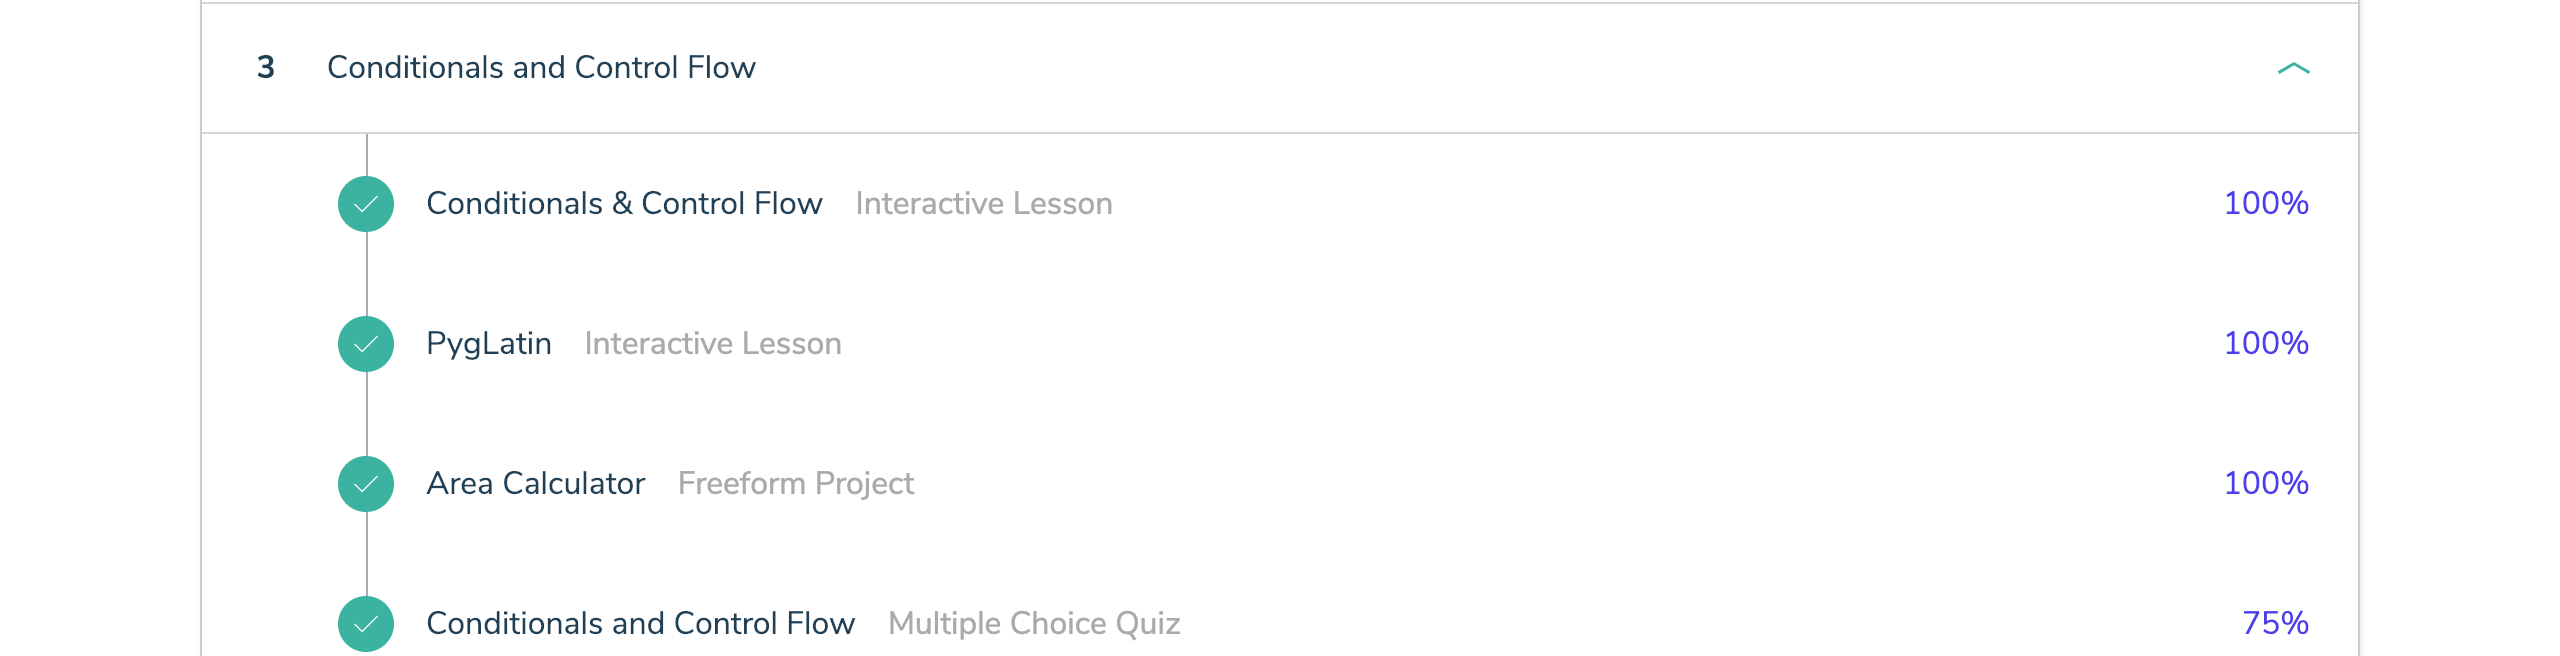 3 Conditionals and Control Flow
Conditionals & Control Flow Interactive Lesson 100%
PygLatin Interactive Lesson 100%
Area Calculator Freeform Project 100%
Conditionals and Control Flow Multiple Choice Quiz 75%